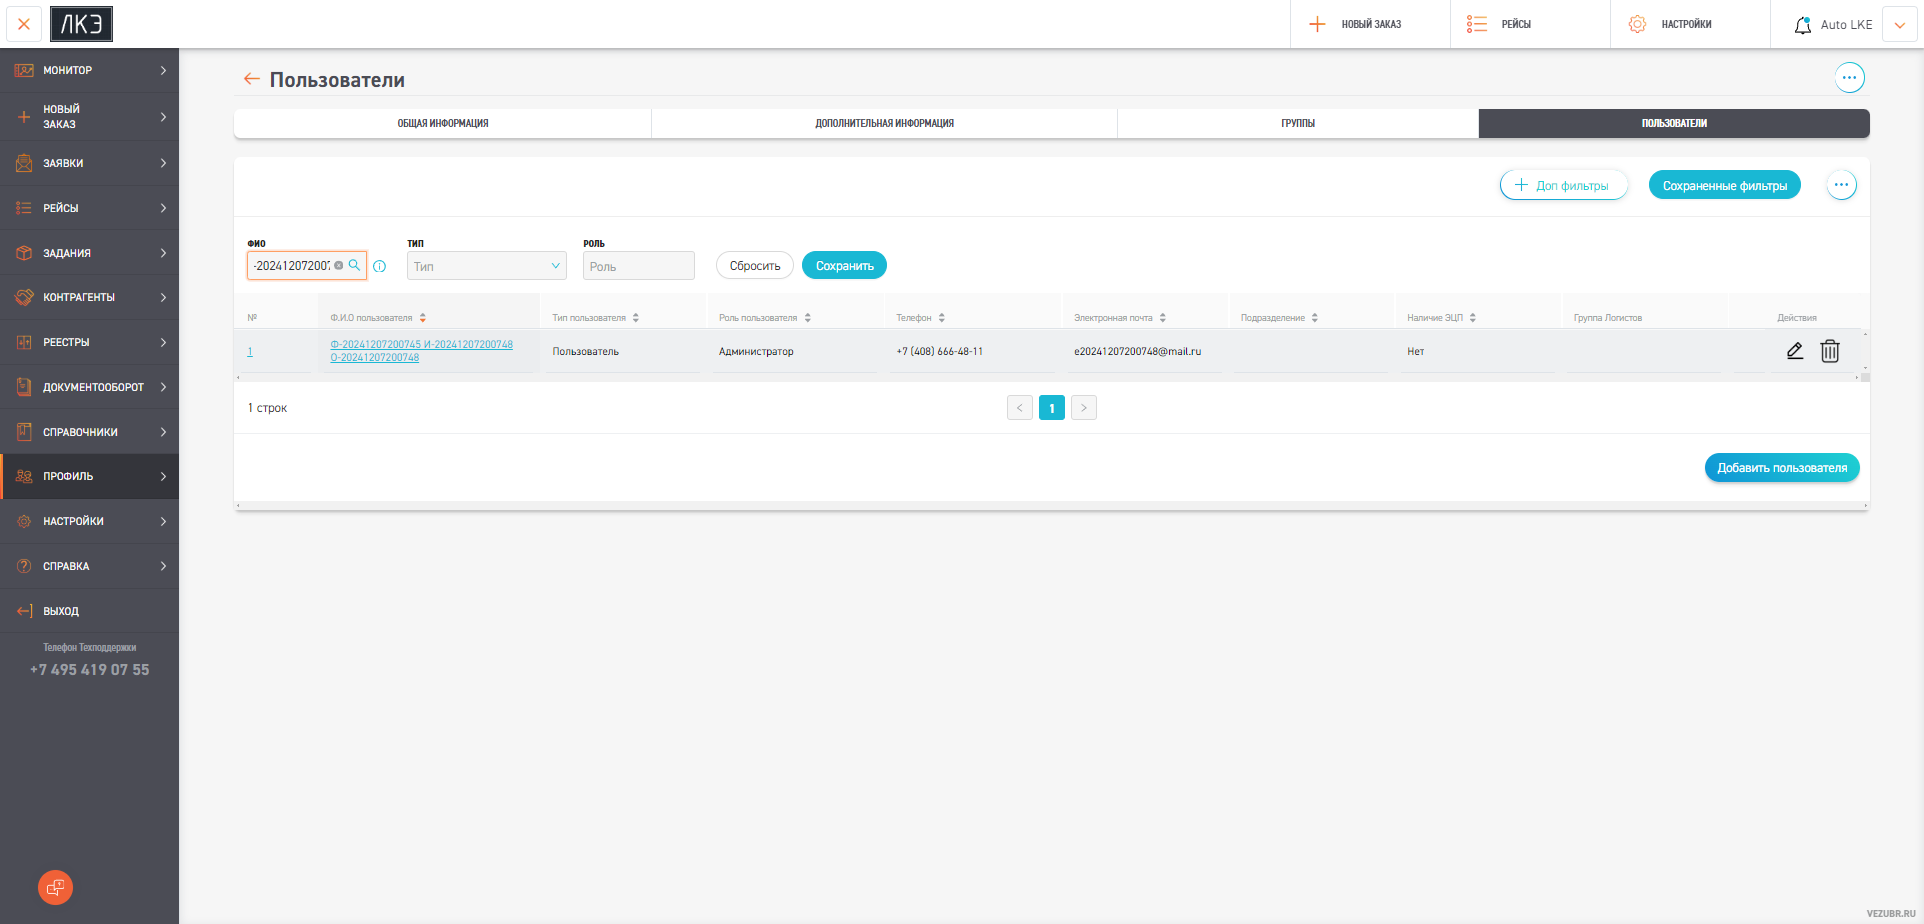 ЛКЭ
НОВЫЙ ЗАКАЗ
РЕЙСЫ
НАСТРОЙКИ
Auto LKE
МОНИТОР
НОВЫЙ
ЗАКАЗ
ЗАЯВКИ
РЕЙСЫ
ЗАДАНИЯ
КОНТРАГЕНТЫ
РЕЕСТРЫ
ДОКУМЕНТООБОРОТ
СПРАВОЧНИКИ
ПРОФИЛЬ
НАСТРОЙКИ
СПРАВКА
ВЫХОД
Телефон Техподдержки
+7 495 419 07 55
Пользователи
ОБЩАЯ ИНФОРМАЦИЯ
ДОПОЛНИТЕЛЬНАЯ ИНФОРМАЦИЯ
ГРУППЫ
ПОЛЬЗОВАТЕЛИ
Доп фильтры
Сохраненные фильтры
ФИО
ТИП
РОЛЬ
-20241207200
Тип
Роль
Сбросить
Сохранить
№
Ф.И.О пользователя
Тип пользователя
Роль пользователя
Телефон
Электронная почта
Подразделение
Наличие ЭЦП
Группа Логистов
Действия
1
Ф-20241207200745 И-20241207200748
О-20241207200748
Пользователь
Администратор
+7 (408) 666-48-11
e20241207200748@mail.ru
Нет
1 строк
1
Добавить пользователя
VEZUBR.RU